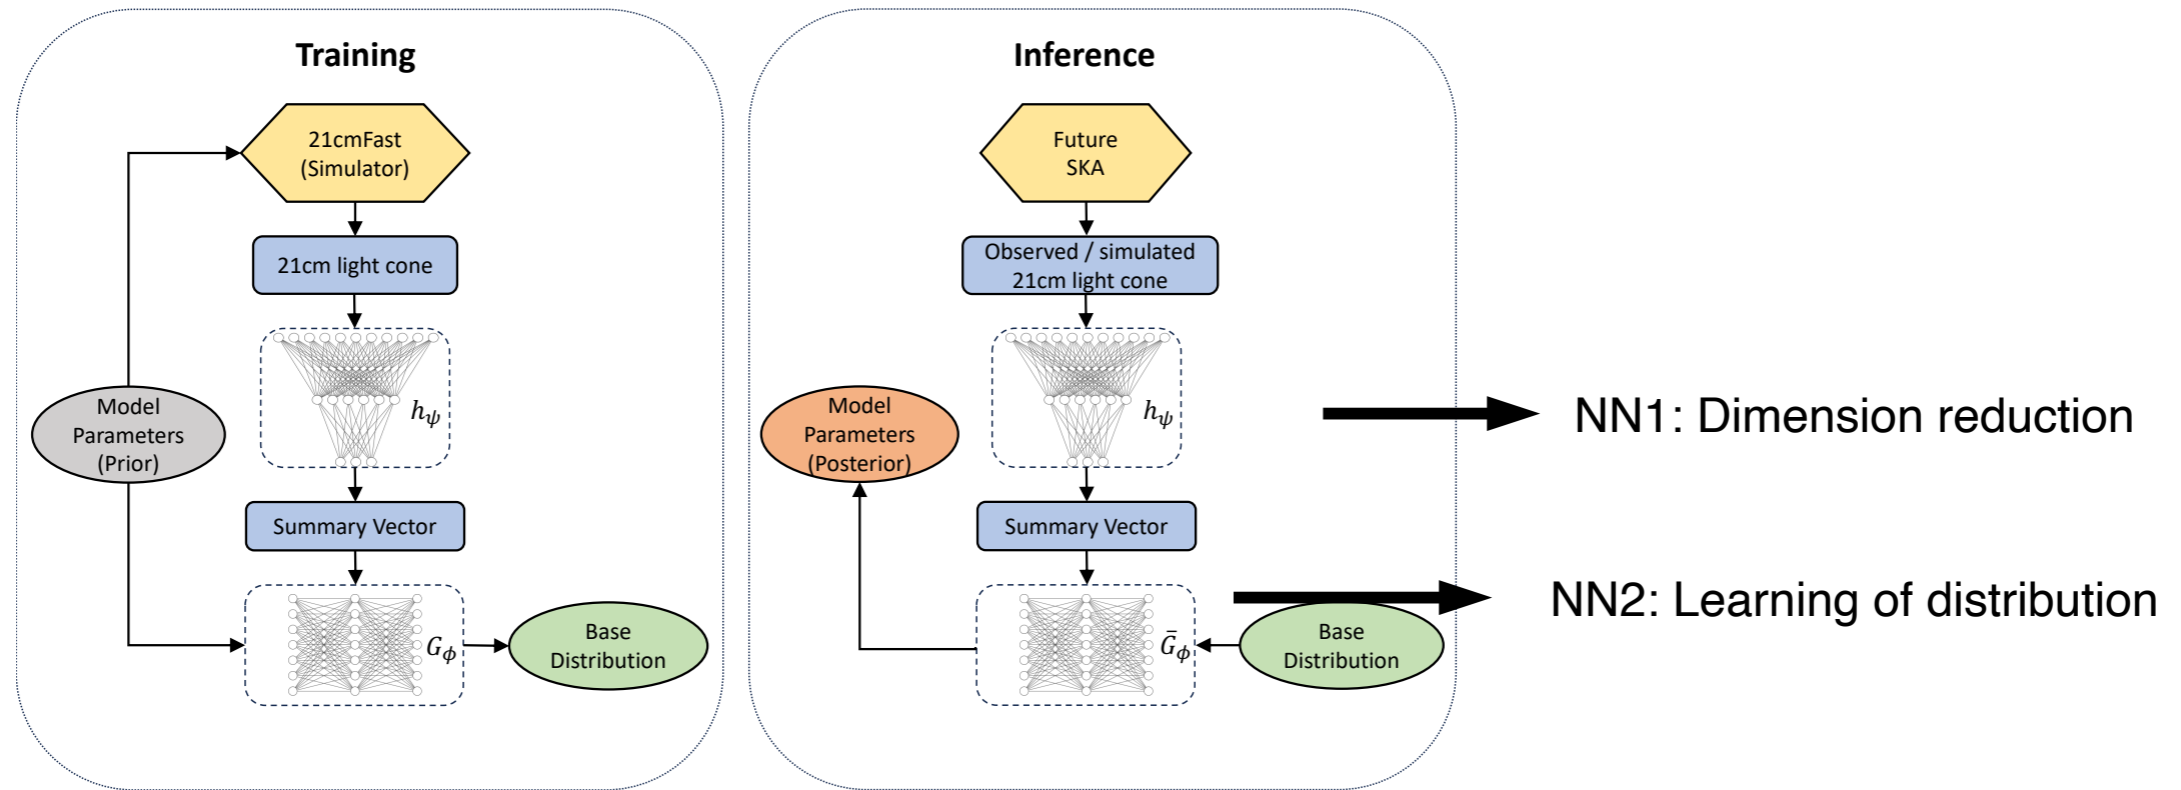 Training
21cmFast
(Simulator)
21cm light cone
Model
Parameters
(Prior)
hψ
Summary Vector
Gϕ
Base
Distribution
Inference
Future
SKA
Observed / simulated
21cm light cone
Model
Parameters
(Posterior)
hψ
Summary Vector
Ḡϕ
Base
Distribution
NN1: Dimension reduction
NN2: Learning of distribution